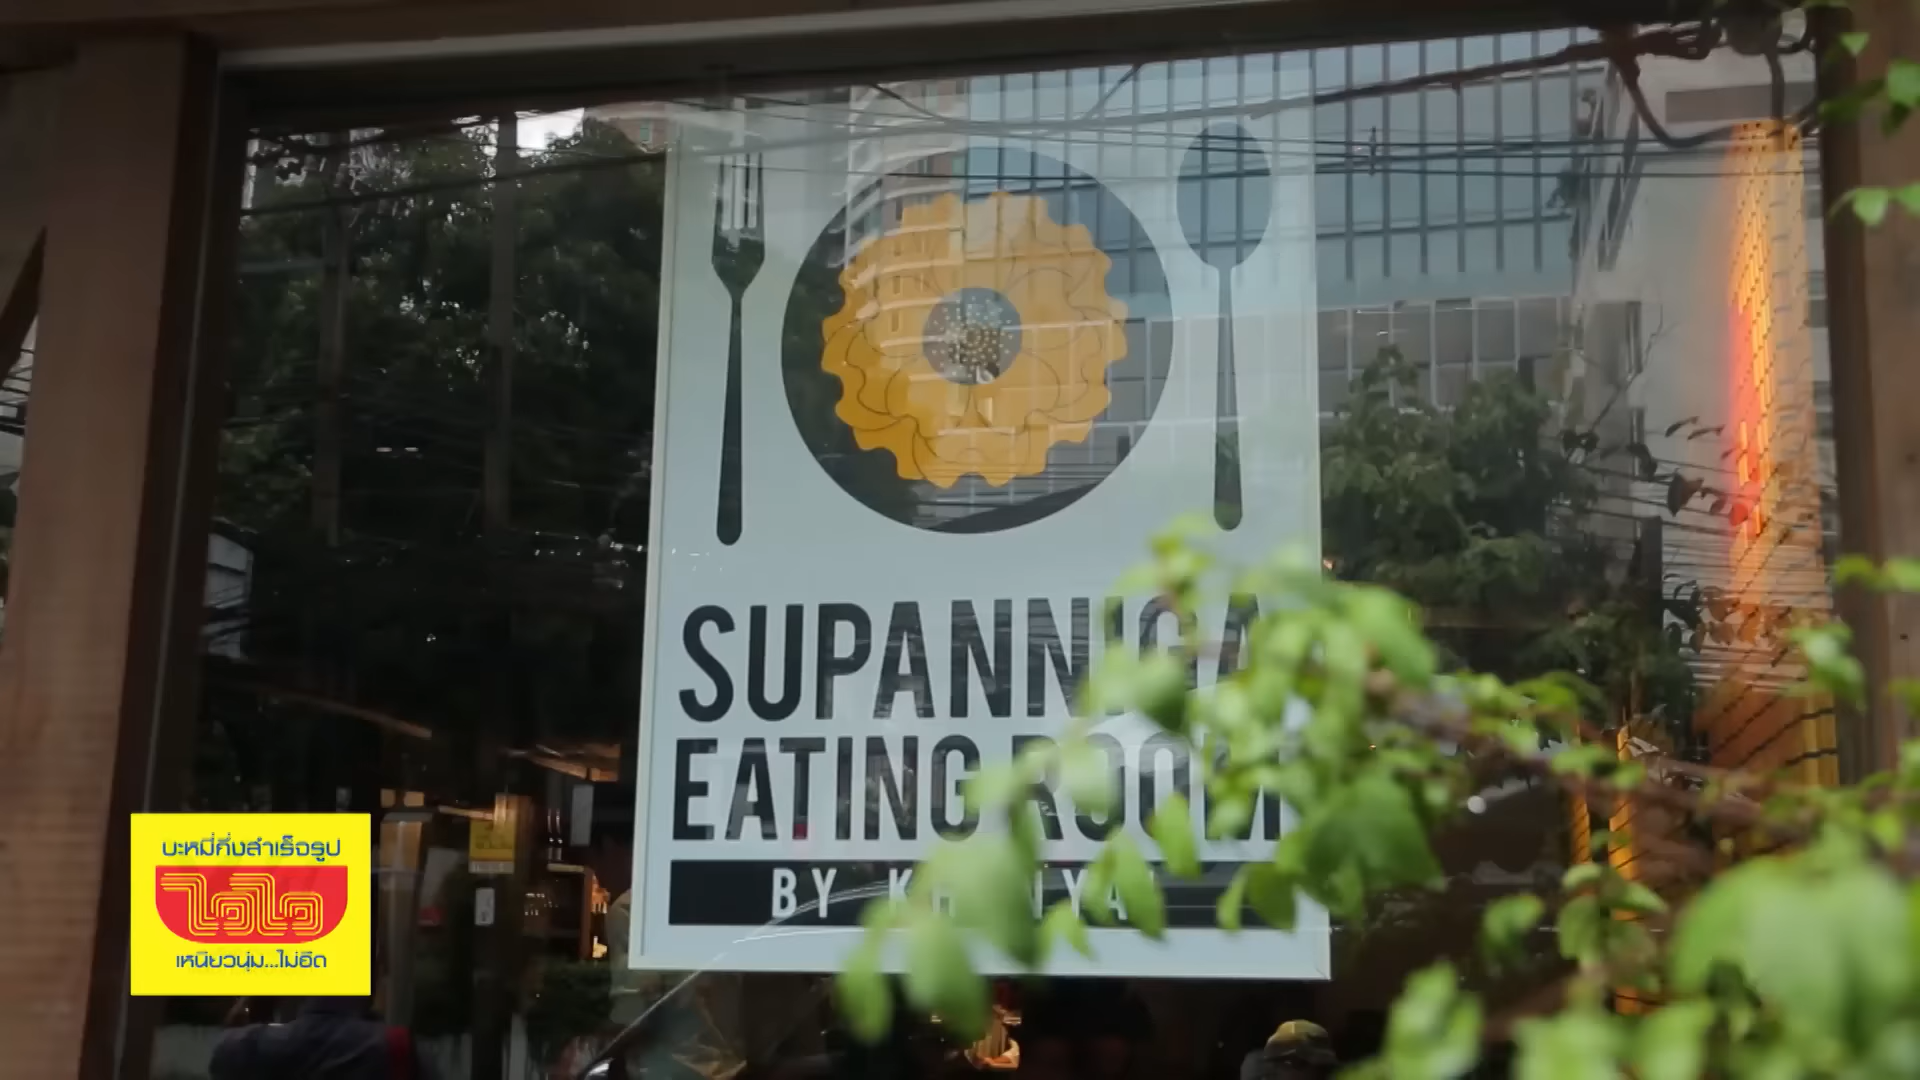 SUPANNIGA
EATING ROOM
BY
บะหมี่กึ่งสำเร็จรูป
ไวไว
เหนียวนุ่ม...ไม่อืด